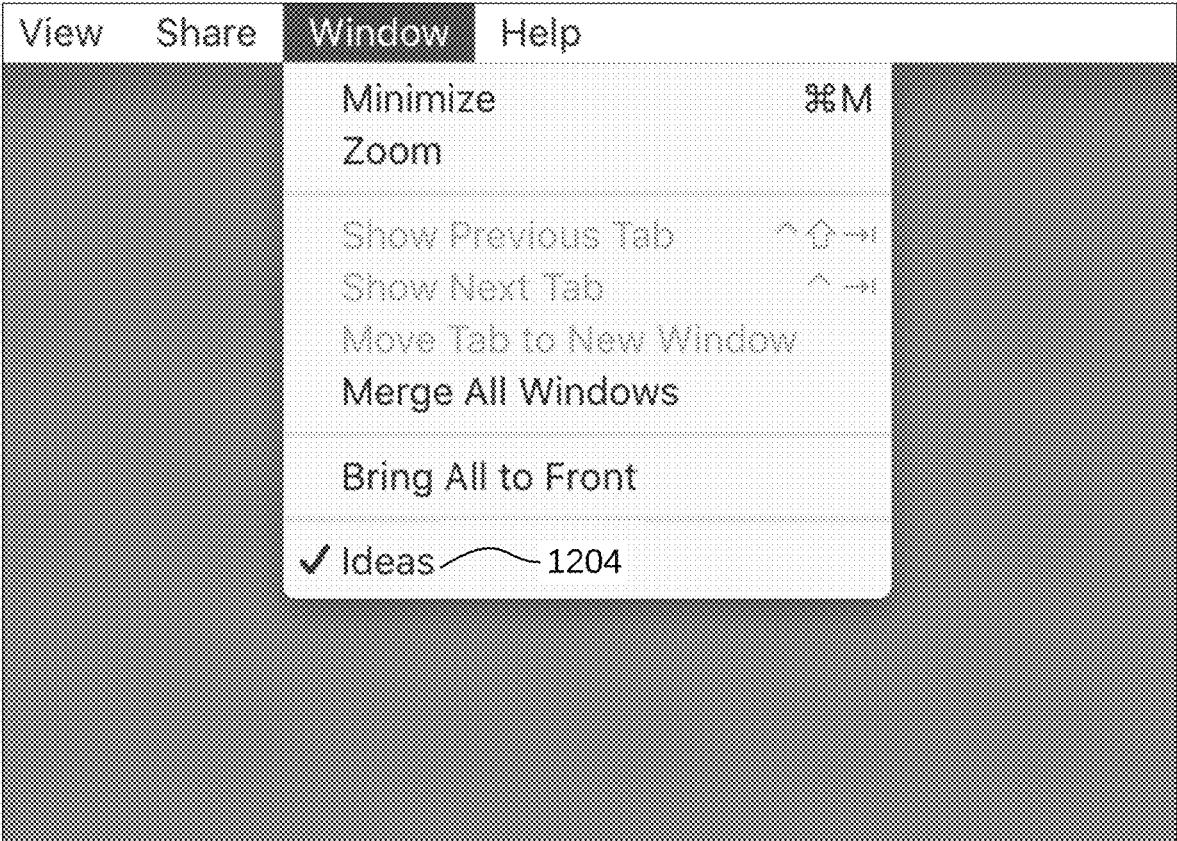 View Share Window Help
Minimize ⌘M
Zoom
Show Previous Tab ^⇧⇥
Show Next Tab ^⇥
Move Tab to New Window
Merge All Windows
Bring All to Front
✓ Ideas 1204